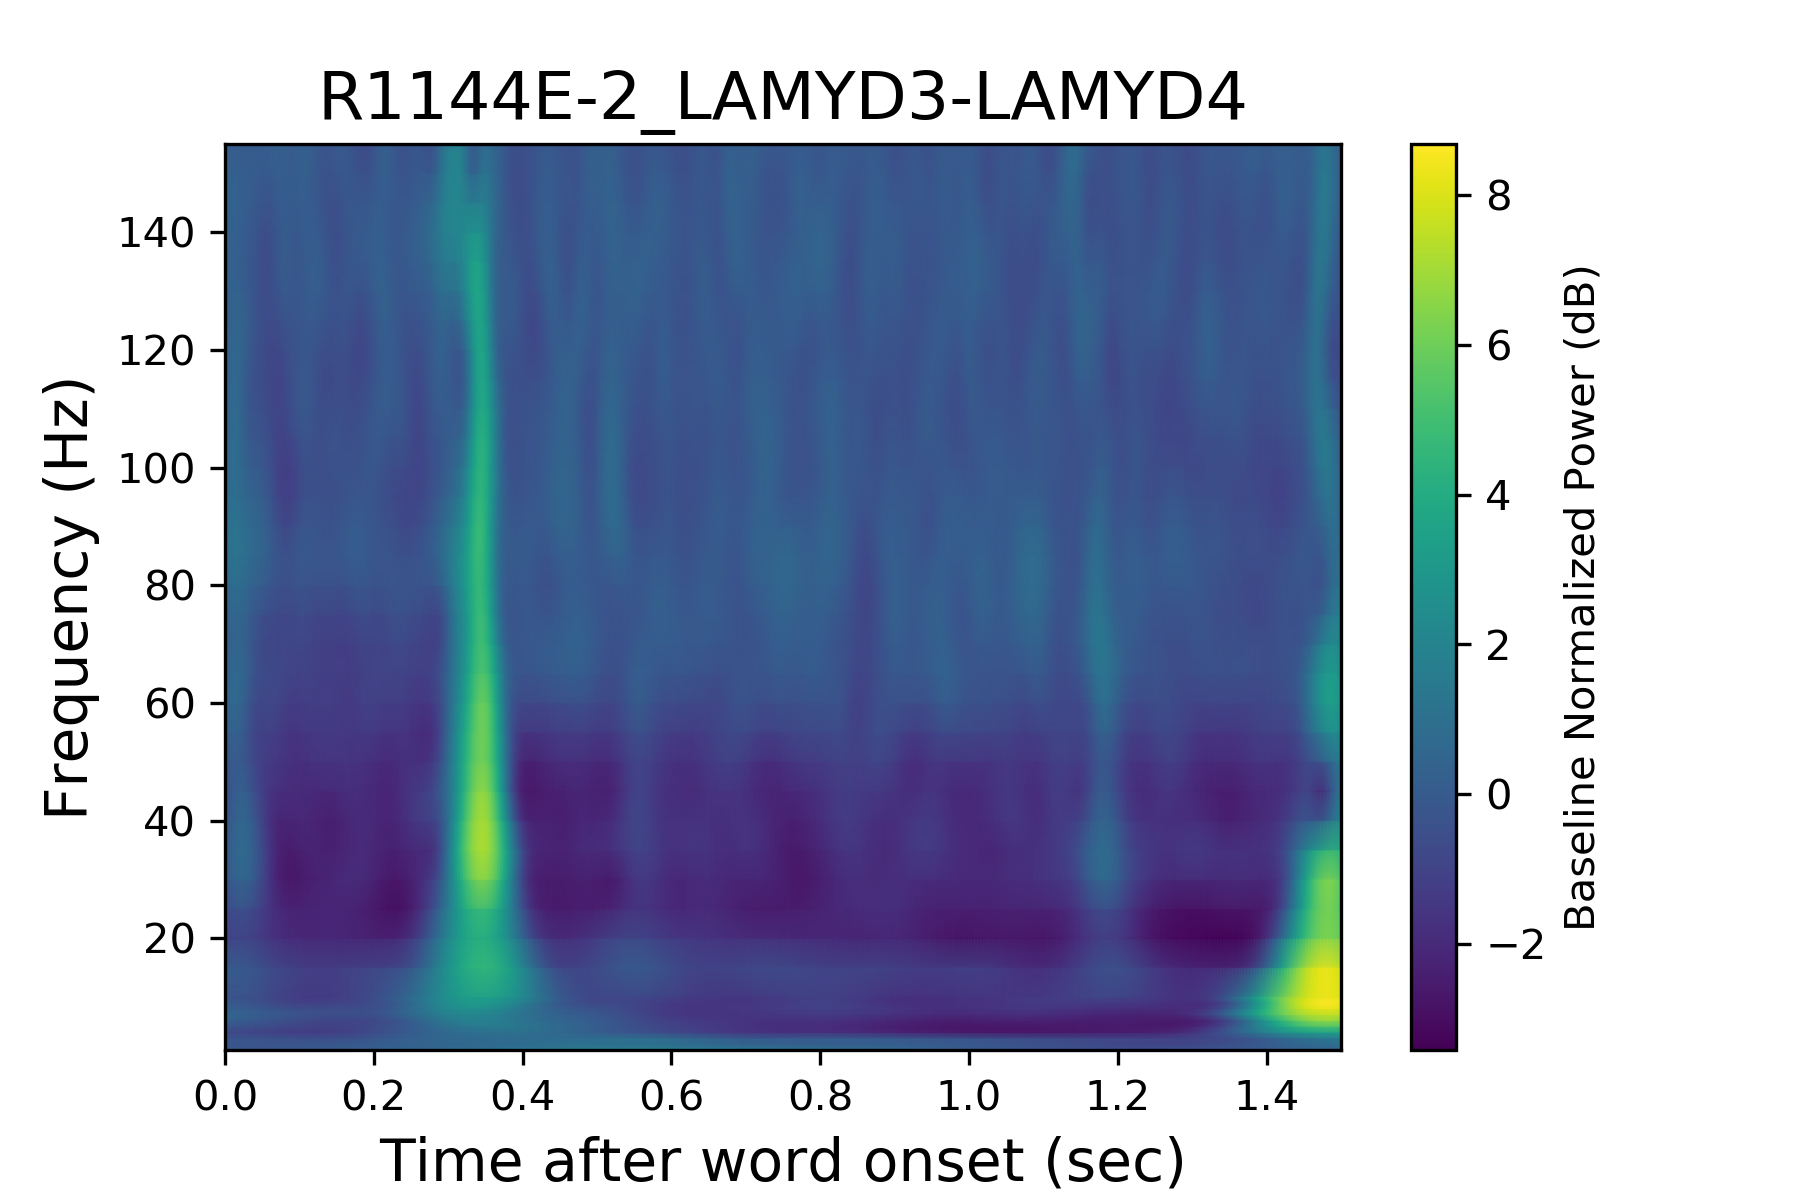 R1144E-2_LAMYD3-LAMYD4
Frequency (Hz)
140
120
100
80
60
40
20
0.0 0.2 0.4 0.6 0.8 1.0 1.2 1.4
Time after word onset (sec)
8
6
4
2
0
−2
Baseline Normalized Power (dB)